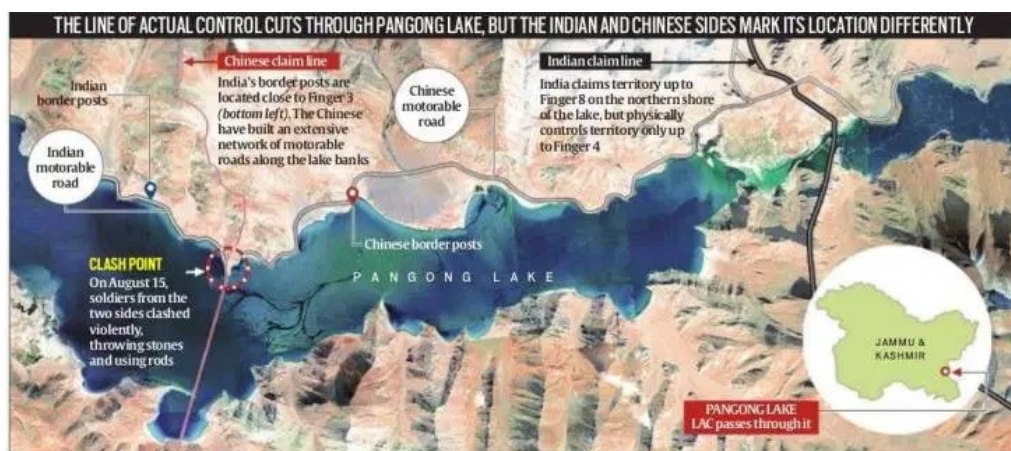 THE LINE OF ACTUAL CONTROL CUTS THROUGH PANGONG LAKE, BUT THE INDIAN AND CHINESE SIDES MARK ITS LOCATION DIFFERENTLY
Indian
border posts
Indian
motorable
road
Chinese claim line
India's border posts are
located close to Finger 3
(bottom left). The Chinese
have built an extensive
network of motorable
roads along the lake banks
Chinese
motorable
road
Indian claim line
India claims territory up to
Finger 8 on the northern shore
of the lake, but physically
controls territory only up
to Finger 4
Chinese border posts
PANGONG LAKE
CLASH POINT
On August 15,
soldiers from the
two sides clashed
violently,
throwing stones
and using rods
JAMMU &
KASHMIR
PANGONG LAKE
LAC passes through it